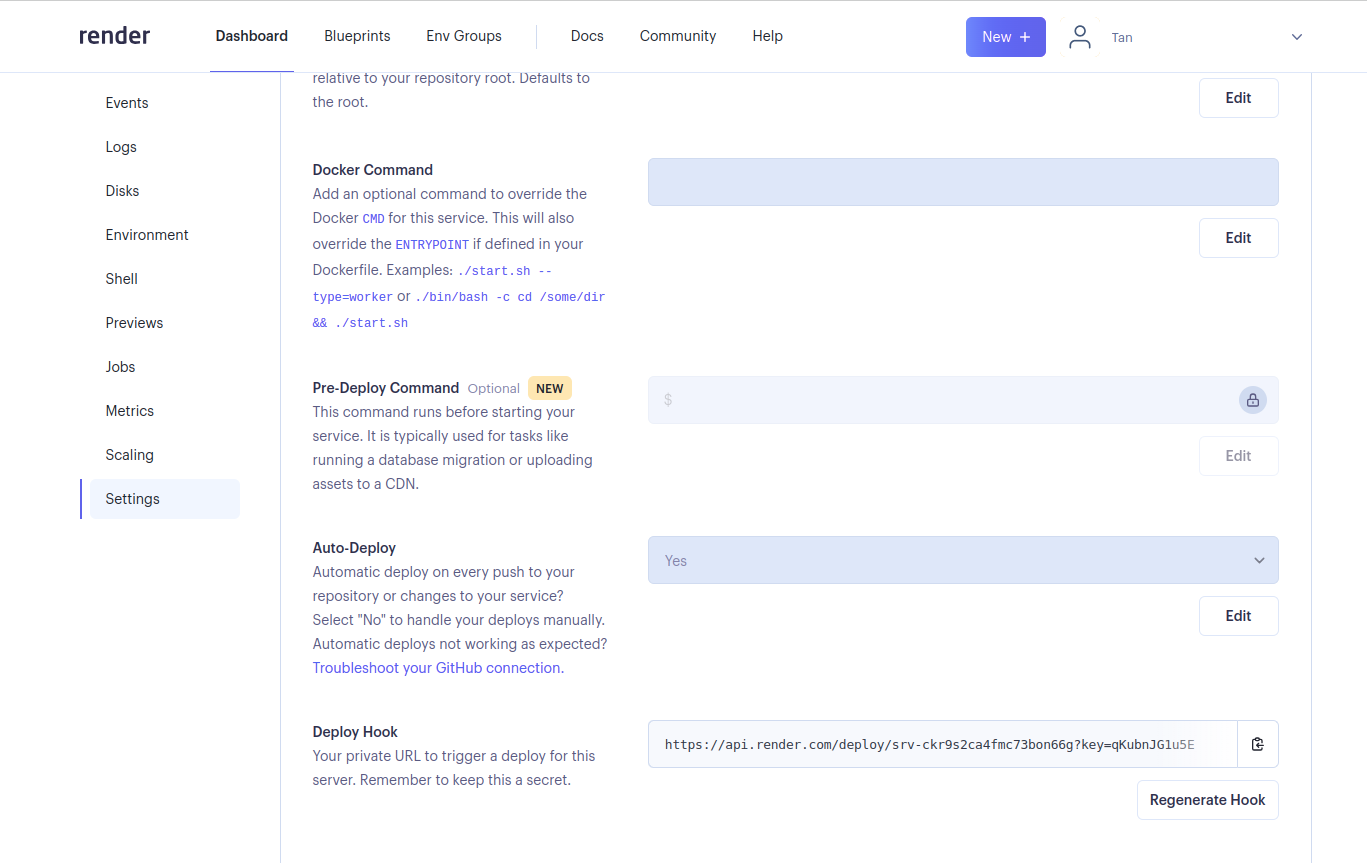 render
Dashboard
Blueprints
Env Groups
Docs
Community
Help
New +
Tan
Events
Logs
Disks
Environment
Shell
Previews
Jobs
Metrics
Scaling
Settings
relative to your repository root. Defaults to
the root.
Edit
Docker Command
Add an optional command to override the
Docker CMD for this service. This will also
override the ENTRYPOINT if defined in your
Dockerfile. Examples: ./start.sh --
type=worker or ./bin/bash -c cd /some/dir
&& ./start.sh
Edit
Pre-Deploy Command Optional NEW
This command runs before starting your
service. It is typically used for tasks like
running a database migration or uploading
assets to a CDN.
$
Edit
Auto-Deploy
Automatic deploy on every push to your
repository or changes to your service?
Select "No" to handle your deploys manually.
Automatic deploys not working as expected?
Troubleshoot your GitHub connection.
Yes
Edit
Deploy Hook
Your private URL to trigger a deploy for this
server. Remember to keep this a secret.
https://api.render.com/deploy/srv-ckr9s2ca4fmc73bon66g?key=qKubnJG1u5E
Regenerate Hook